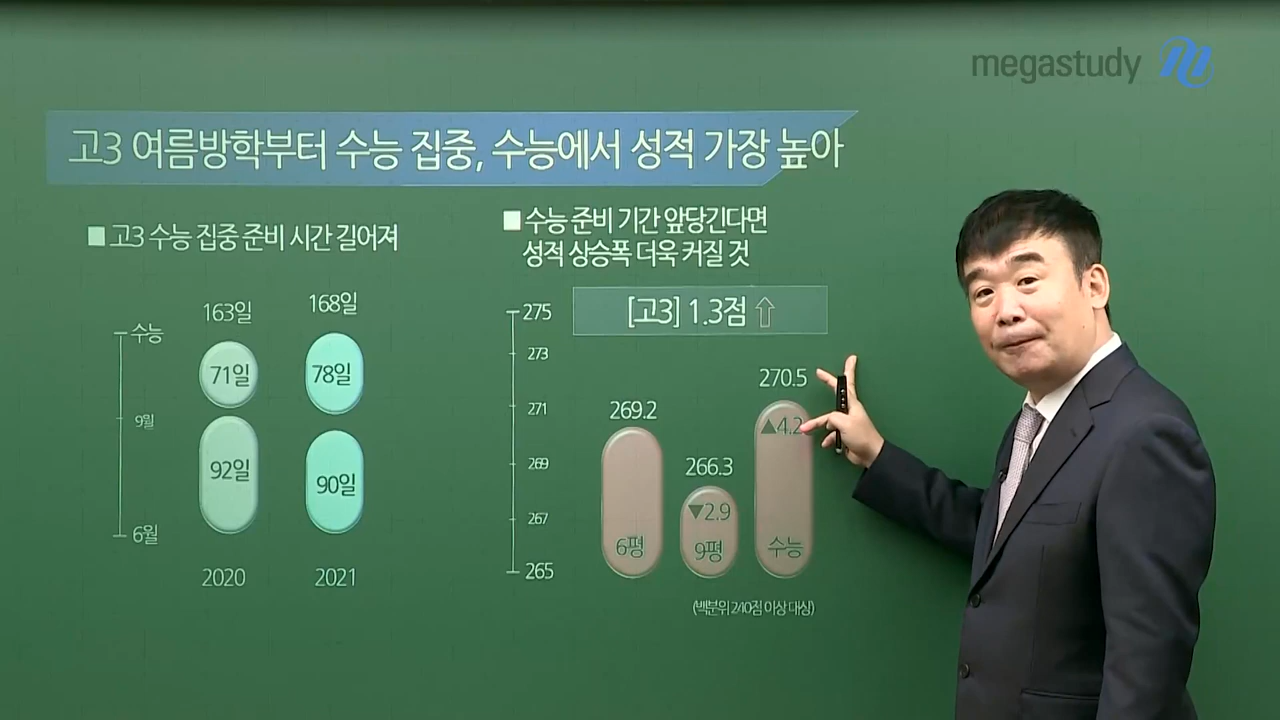 megastudy
고3 여름방학부터 수능 집중, 수능에서 성적 가장 높아
■ 고3 수능 집중 준비 시간 길어져
163일
168일
수능
71일
78일
9월
92일
90일
6월
2020
2021
■ 수능 준비 기간 앞당긴다면
성적 상승폭 더욱 커질 것
[고3] 1.3점 ⇧
275
273
271
269
267
265
269.2
6평
266.3
▼2.9
9평
270.5
▲4.2
수능
(백분위 240점 이상 대상)